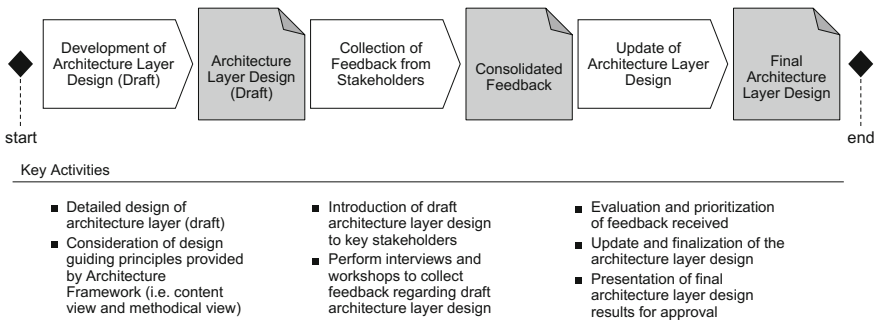 Development of
Architecture Layer
Design (Draft)
Architecture
Layer Design
(Draft)
Collection of
Feedback from
Stakeholders
Consolidated
Feedback
Update of
Architecture Layer
Design
Final
Architecture
Layer Design
start
end
Key Activities
■ Detailed design of
architecture layer (draft)
■ Consideration of design
guiding principles provided
by Architecture
Framework (i.e. content
view and methodical view)
■ Introduction of draft
architecture layer design
to key stakeholders
■ Perform interviews and
workshops to collect
feedback regarding draft
architecture layer design
■ Evaluation and prioritization
of feedback received
■ Update and finalization of the
architecture layer design
■ Presentation of final
architecture layer design
results for approval